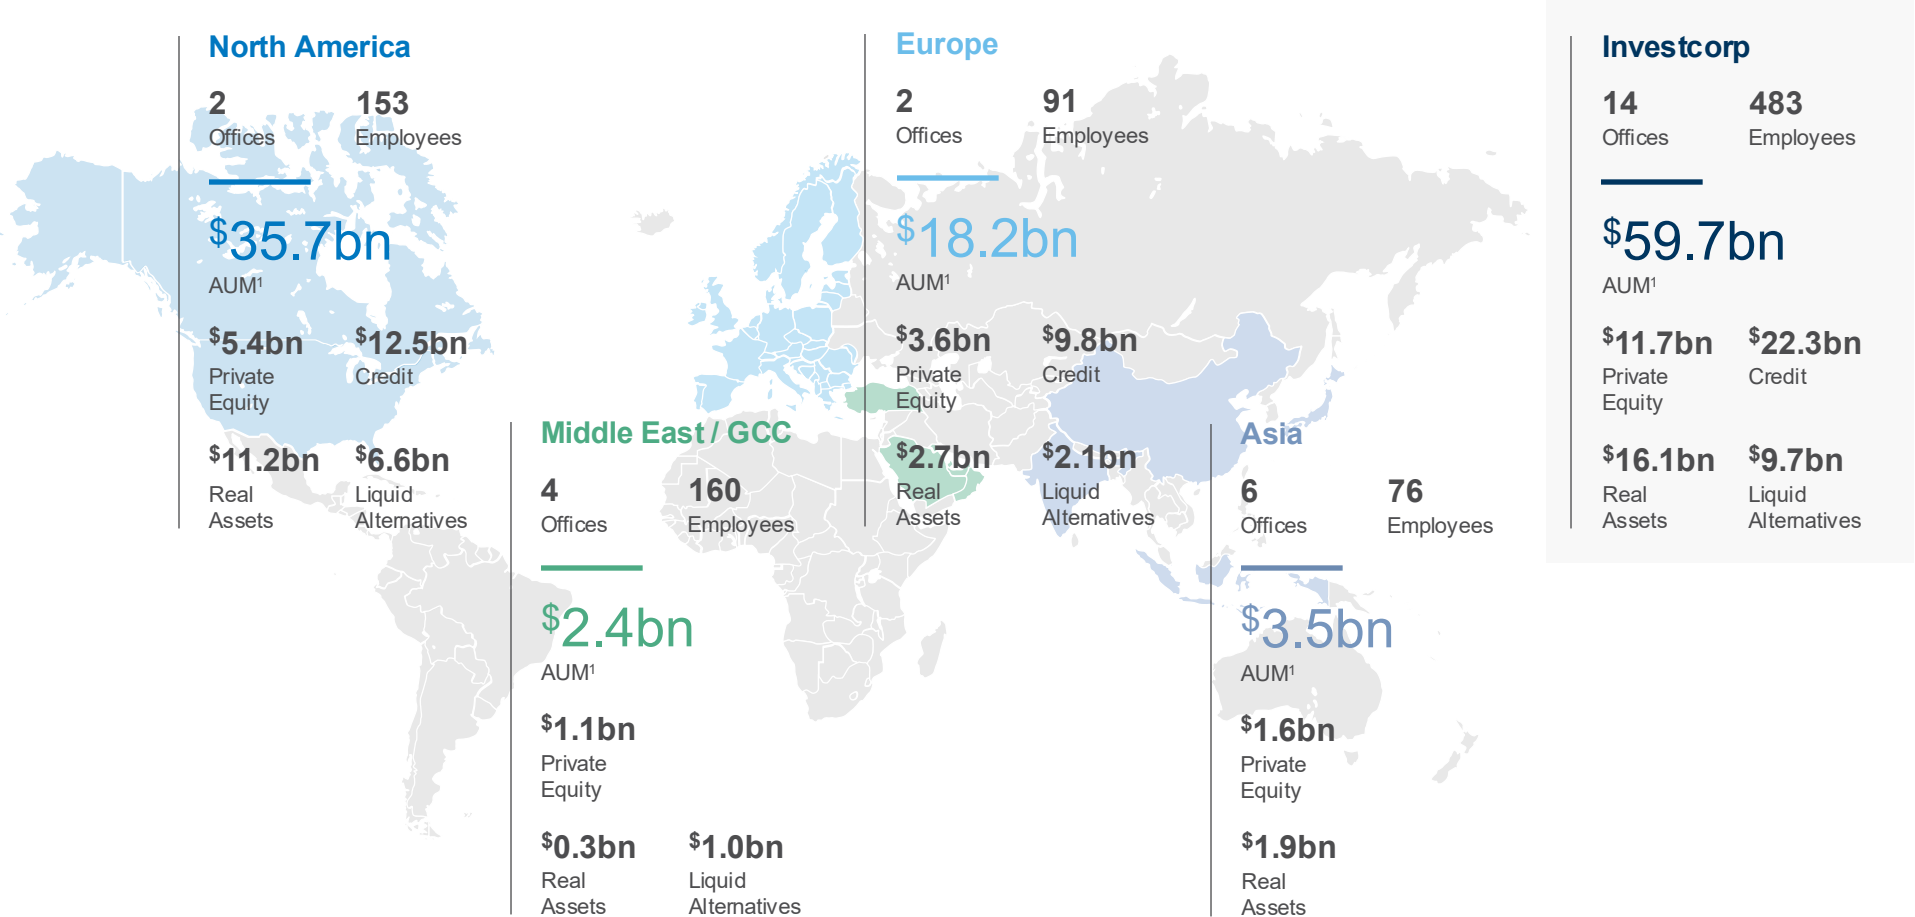 North America
2 153
Offices Employees
$35.7bn
AUM1
$5.4bn $12.5bn
Private Credit
Equity
$11.2bn $6.6bn
Real Liquid
Assets Alternatives
Middle East / GCC
4 160
Offices Employees
$2.4bn
AUM1
$1.1bn
Private
Equity
$0.3bn $1.0bn
Real Liquid
Assets Alternatives
Europe
2 91
Offices Employees
$18.2bn
AUM1
$3.6bn $9.8bn
Private Credit
Equity
$2.7bn $2.1bn
Real Liquid
Assets Alternatives
Asia
6 76
Offices Employees
$3.5bn
AUM1
$1.6bn
Private
Equity
$1.9bn
Real
Assets
Investcorp
14 483
Offices Employees
$59.7bn
AUM1
$11.7bn $22.3bn
Private Credit
Equity
$16.1bn $9.7bn
Real Liquid
Assets Alternatives